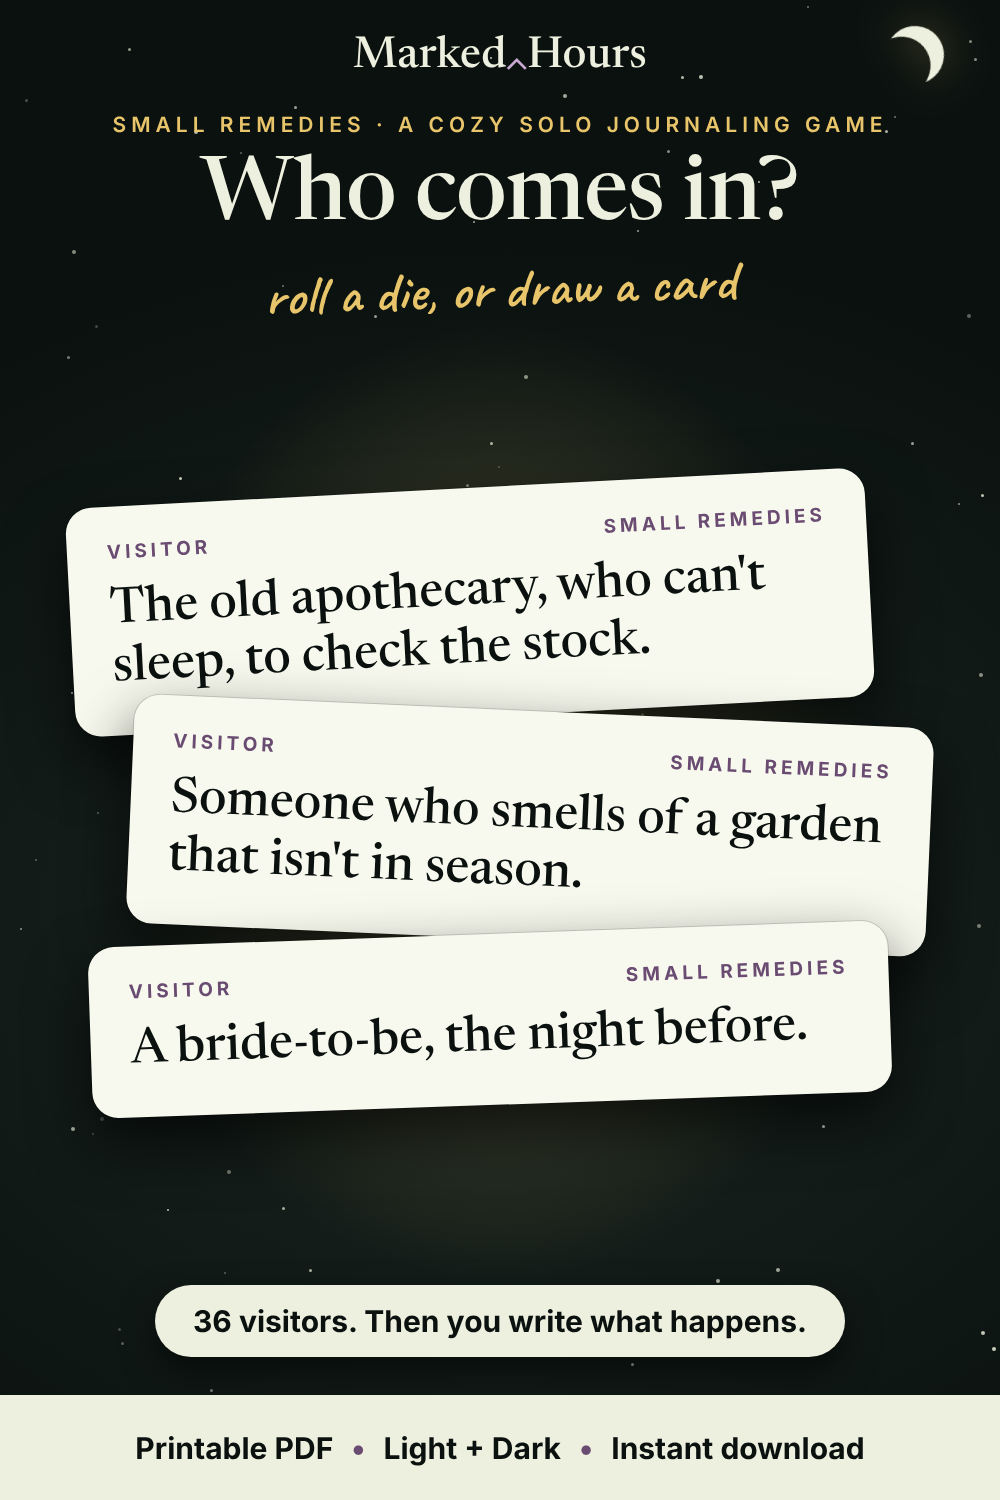 Marked‸Hours
SMALL REMEDIES · A COZY SOLO JOURNALING GAME
Who comes in?
roll a die, or draw a card
VISITOR
SMALL REMEDIES
The old apothecary, who can't
sleep, to check the stock.
VISITOR
SMALL REMEDIES
Someone who smells of a garden
that isn't in season.
VISITOR
SMALL REMEDIES
A bride-to-be, the night before.
36 visitors. Then you write what happens.
Printable PDF • Light + Dark • Instant download